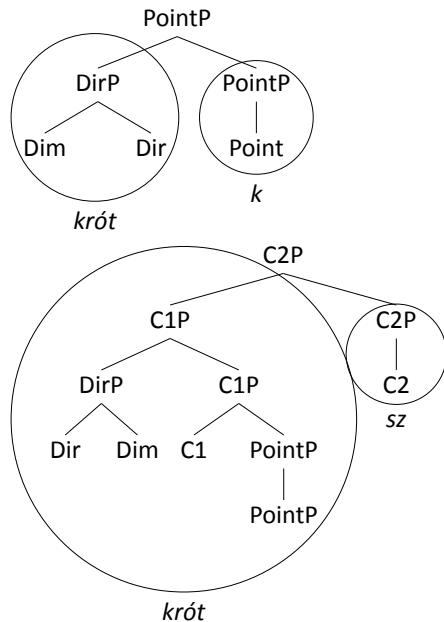 PointP
DirP PointP
Dim Dir Point
krót k
C2P
C1P C2P
DirP C1P C2
Dir Dim C1 PointP sz
PointP
krót